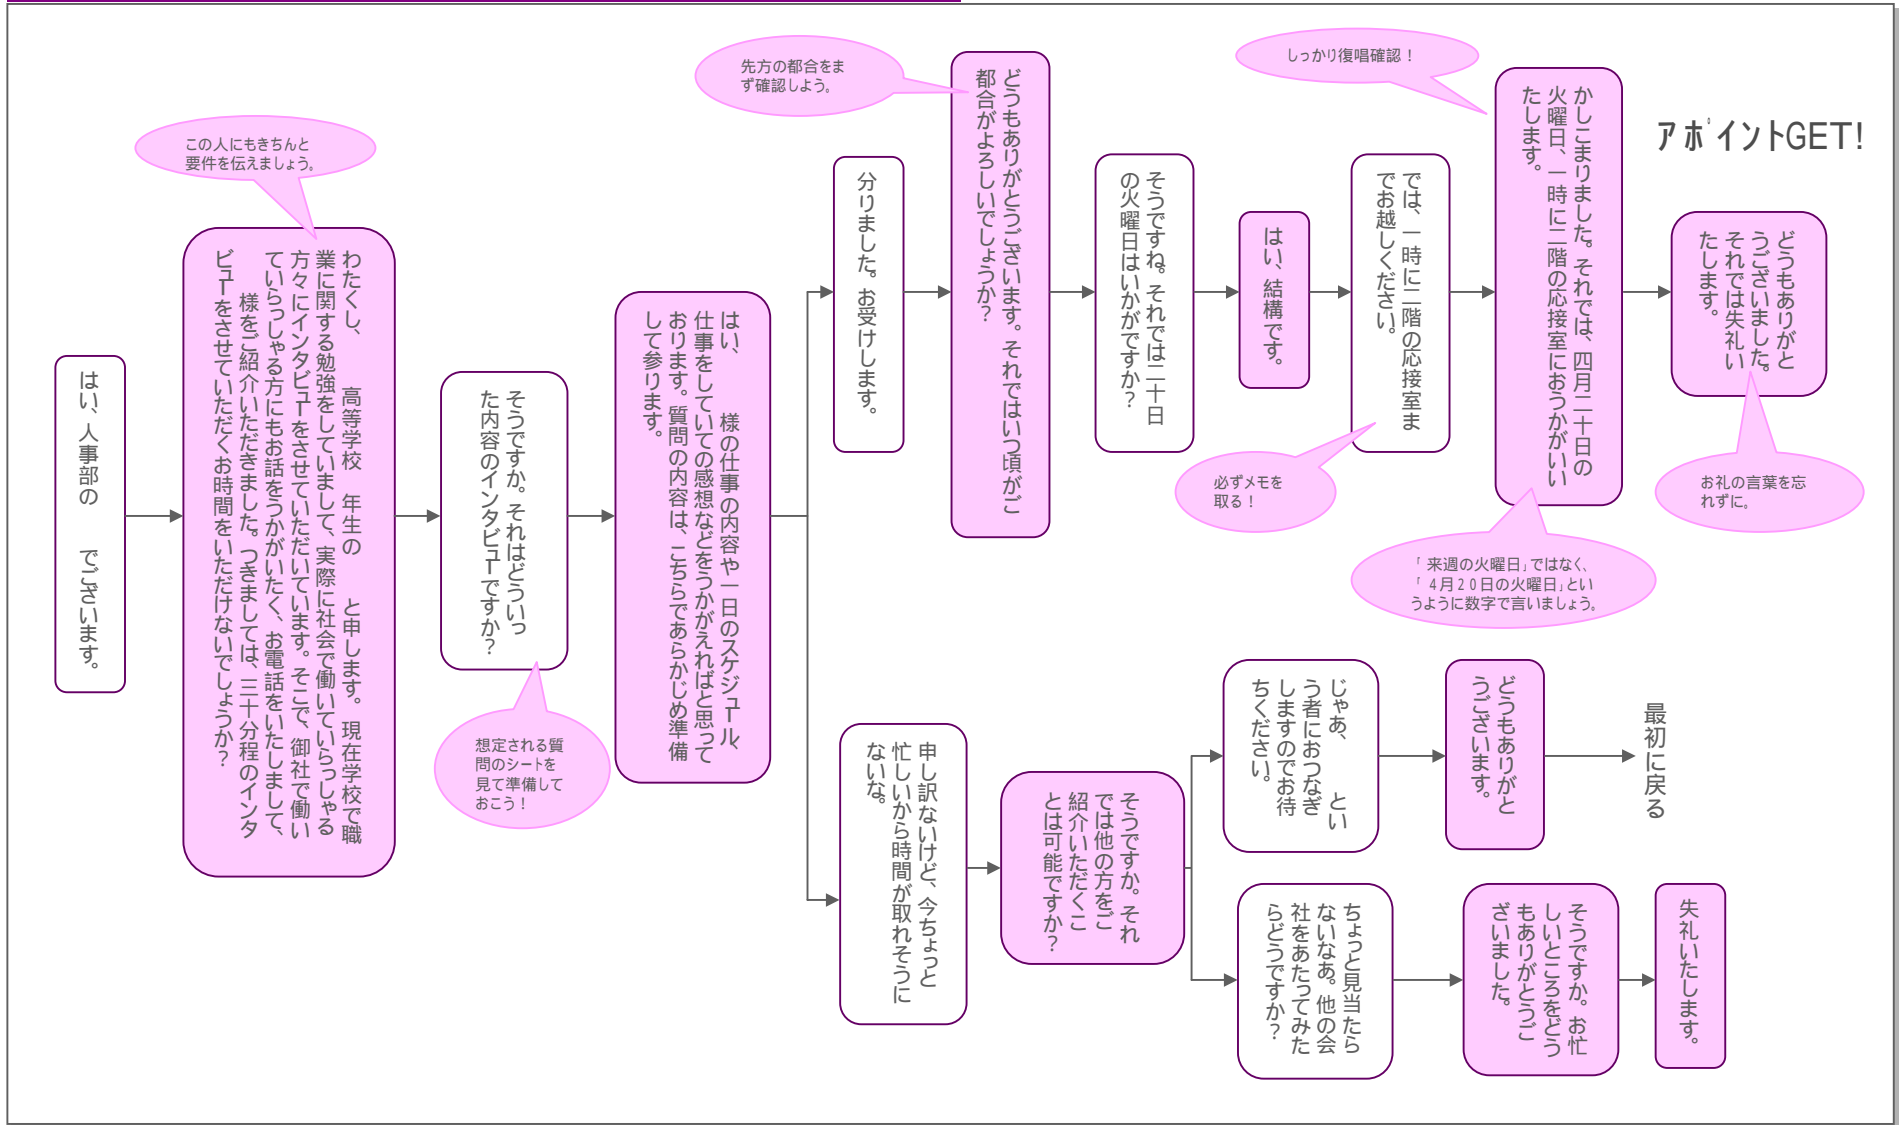 はい、人事部の　　でございます。
この人にもきちんと
要件を伝えましょう。
わたくし、　　高等学校　年生の　　と申します。現在学校で職
業に関する勉強をしていまして、実際に社会で働いていらっしゃる
方々にインタビューをさせていただいています。そこで、御社で働い
ていらっしゃる方にもお話をうかがいたく、お電話をいたしまして、
　　様をご紹介いただきました。つきましては、三十分程のインタ
ビューをさせていただくお時間をいただけないでしょうか？
そうですか。それはどういっ
た内容のインタビューですか？
想定される質
問のシートを
見て準備して
おこう！
はい、　　様の仕事の内容や一日のスケジュール、
仕事をしていての感想などをうかがえればと思って
おります。質問の内容は、こちらであらかじめ準備
して参ります。
分りました。お受けします。
先方の都合をま
ず確認しよう。
どうもありがとうございます。それではいつ頃がご
都合がよろしいでしょうか？
そうですね。それでは二十日
の火曜日はいかがですか？
はい、結構です。
では、一時に二階の応接室ま
でお越しください。
必ずメモを
取る！
しっかり復唱確認！
かしこまりました。それでは、四月二十日の
火曜日、一時に二階の応接室におうかがいい
たします。
「来週の火曜日」ではなく、
「４月２０日の火曜日」とい
うように数字で言いましょう。
どうもありがと
うございました。
それでは失礼い
たします。
お礼の言葉を忘
れずに。
アポイントGET!
申し訳ないけど、今ちょっと
忙しいから時間が取れそうに
ないな。
そうですか。それ
では他の方をご
紹介いただくこ
とは可能ですか？
じゃあ、　　とい
う者におつなぎ
しますのでお待
ちください。
どうもありがと
うございます。
最初に戻る
ちょっと見当たら
ないなあ。他の会
社をあたってみた
らどうですか？
そうですか。お忙
しいところをどう
もありがとうご
ざいました。
失礼いたします。